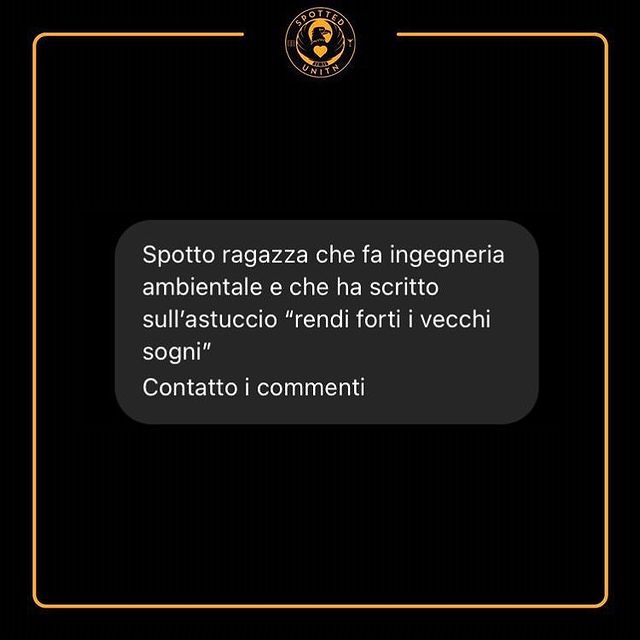 SPOTTED
UNITN
Spotto ragazza che fa ingegneria
ambientale e che ha scritto
sull’astuccio “rendi forti i vecchi
sogni”
Contatto i commenti